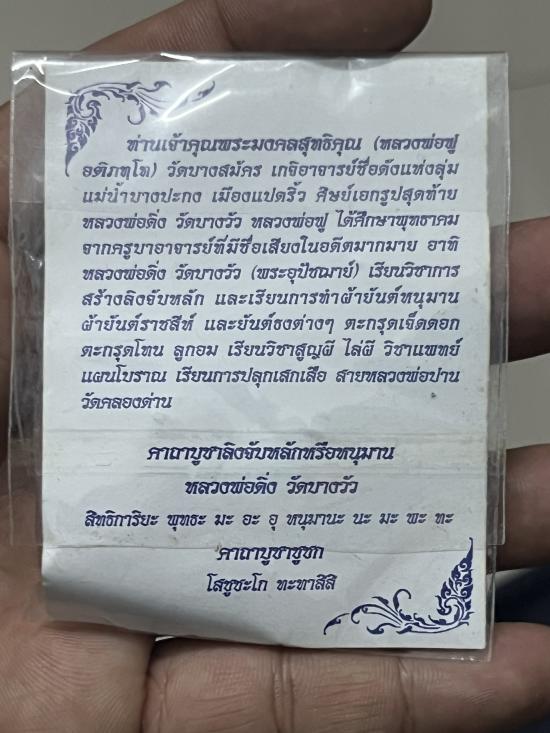 ท่านเจ้าคุณพระมงคลสุทธิคุณ (หลวงพ่อฟู
อติภทฺโท) วัดบางสมัคร เกจิอาจารย์ชื่อดังแห่งลุ่ม
แม่น้ำบางปะกง เมืองแปดริ้ว ศิษย์เอกรูปสุดท้าย
หลวงพ่อดิ่ง วัดบางวัว หลวงพ่อฟู ได้ศึกษาพุทธาคม
จากครูบาอาจารย์ที่มีชื่อเสียงในอดีตมากมาย อาทิ
หลวงพ่อดิ่ง วัดบางวัว (พระอุปัชฌาย์) เรียนวิชาการ
สร้างลิงจับหลัก และเรียนการทำผ้ายันต์หนุมาน
ผ้ายันต์ราชสีห์ และยันต์ธงต่างๆ ตะกรุดเจ็ดดอก
ตะกรุดโทน ลูกอม เรียนวิชาสูญผี ไล่ผี วิชาแพทย์
แผนโบราณ เรียนการปลุกเสกเสือ สายหลวงพ่อปาน
วัดคลองด่าน
คาถาบูชาลิงจับหลักหรือหนุมาน
หลวงพ่อดิ่ง วัดบางวัว
สิทธิการิยะ พุทธะ มะ อะ อุ หนุมานะ นะ มะ พะ ทะ
คาถาบูชาชูชก
โสชูชะโก ทะทาสิสิ